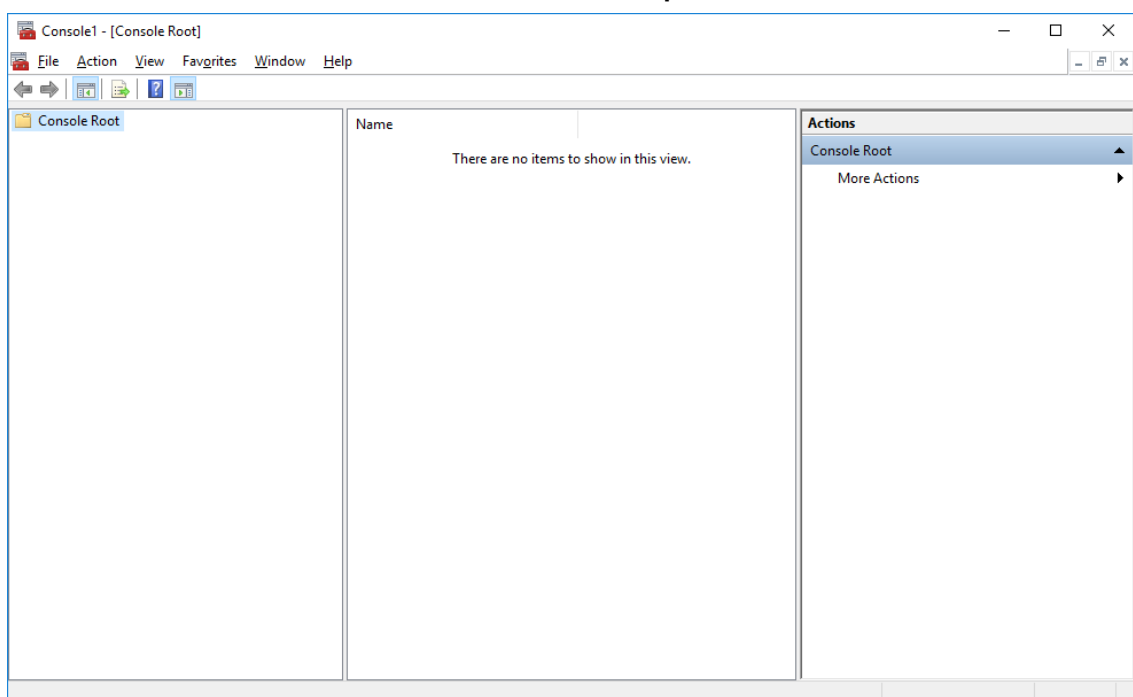 Console1 - [Console Root]
File Action View Favorites Window Help
Console Root
Name
There are no items to show in this view.
Actions
Console Root
More Actions